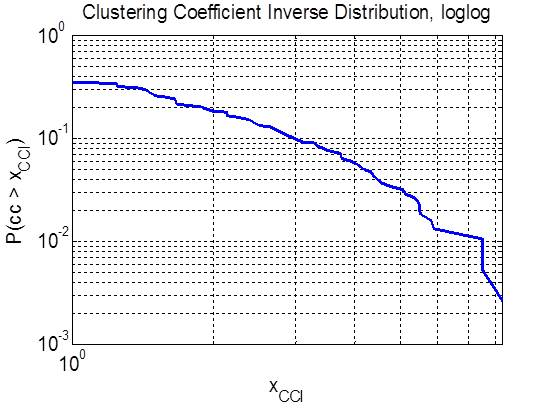 Clustering Coefficient Inverse Distribution, loglog
P(cc > x_CCI)
10^0
10^-1
10^-2
10^-3
10^0
x_CCI